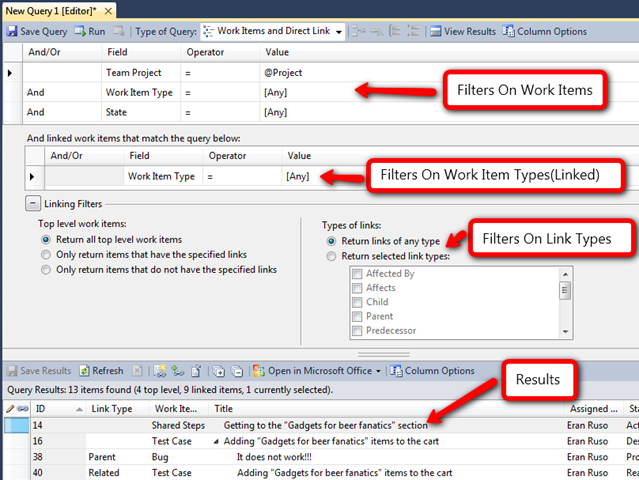 New Query 1 [Editor]*
Save Query Run Type of Query: Work Items and Direct Link View Results Column Options
And/Or Field Operator Value
Team Project = @Project
And Work Item Type = [Any]
And State = [Any]
Filters On Work Items
And linked work items that match the query below:
And/Or Field Operator Value
Work Item Type = [Any]
Filters On Work Item Types(Linked)
Linking Filters
Top level work items:
Return all top level work items
Only return items that have the specified links
Only return items that do not have the specified links
Types of links:
Return links of any type
Return selected link types:
Filters On Link Types
Affected By
Affects
Child
Parent
Predecessor
Save Results Refresh Open in Microsoft Office Column Options
Results
Query Results: 13 items found (4 top level, 9 linked items, 1 currently selected).
ID Link Type Work Ite... Title Assigned ... Sta
14 Shared Steps Getting to the "Gadgets for beer fanatics" section Eran Ruso Act
16 Test Case Adding "Gadgets for beer fanatics" items to the cart Eran Ruso Des
38 Parent Bug It does not work!!! Eran Ruso Pro
40 Related Test Case Adding "Gadgets for beer fanatics" items to the cart Eran Ruso Rea